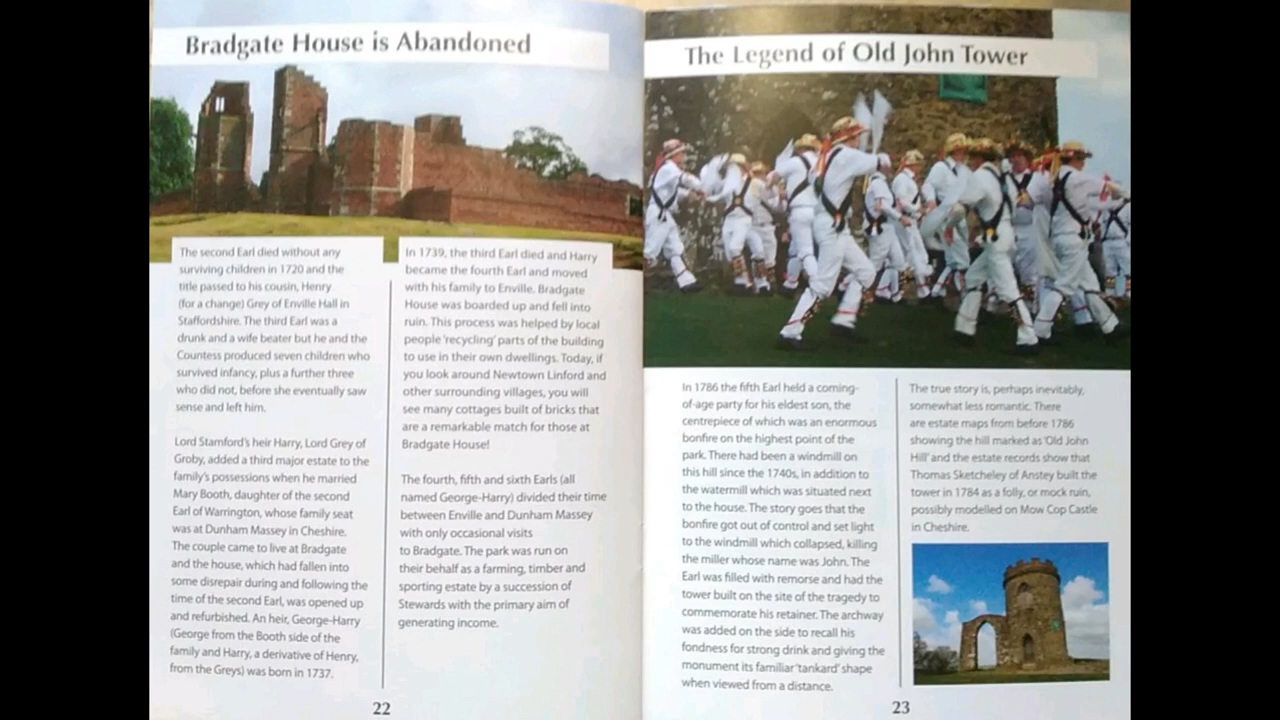 Bradgate House is Abandoned
The second Earl died without any
surviving children in 1720 and the
title passed to his cousin, Henry
(for a change) Grey of Enville Hall in
Staffordshire. The third Earl was a
drunk and a wife beater but he and the
Countess produced seven children who
survived infancy, plus a further three
who did not, before she eventually saw
sense and left him.
Lord Stamford's heir Harry, Lord Grey of
Groby, added a third major estate to the
family's possessions when he married
Mary Booth, daughter of the second
Earl of Warrington, whose family seat
was at Dunham Massey in Cheshire.
The couple came to live at Bradgate
and the house, which had fallen into
some disrepair during and following the
time of the second Earl, was opened up
and refurbished. An heir, George-Harry
(George from the Booth side of the
family and Harry, a derivative of Henry,
from the Greys) was born in 1737.
In 1739, the third Earl died and Harry
became the fourth Earl and moved
with his family to Enville. Bradgate
House was boarded up and fell into
ruin. This process was helped by local
people 'recycling' parts of the building
to use in their own dwellings. Today, if
you look around Newtown Linford and
other surrounding villages, you will
see many cottages built of bricks that
are a remarkable match for those at
Bradgate House!
The fourth, fifth and sixth Earls (all
named George-Harry) divided their time
between Enville and Dunham Massey
with only occasional visits
to Bradgate. The park was run on
their behalf as a farming, timber and
sporting estate by a succession of
Stewards with the primary aim of
generating income.
22
The Legend of Old John Tower
In 1786 the fifth Earl held a coming-
of-age party for his eldest son, the
centrepiece of which was an enormous
bonfire on the highest point of the
park. There had been a windmill on
this hill since the 1740s, in addition to
the watermill which was situated next
to the house. The story goes that the
bonfire got out of control and set light
to the windmill which collapsed, killing
the miller whose name was John. The
Earl was filled with remorse and had the
tower built on the site of the tragedy to
commemorate his retainer. The archway
was added on the side to recall his
fondness for strong drink and giving the
monument its familiar 'tankard' shape
when viewed from a distance.
The true story is, perhaps inevitably,
somewhat less romantic. There
are estate maps from before 1786
showing the hill marked as 'Old John
Hill' and the estate records show that
Thomas Sketcheley of Anstey built the
tower in 1784 as a folly, or mock ruin,
possibly modelled on Mow Cop Castle
in Cheshire.
23